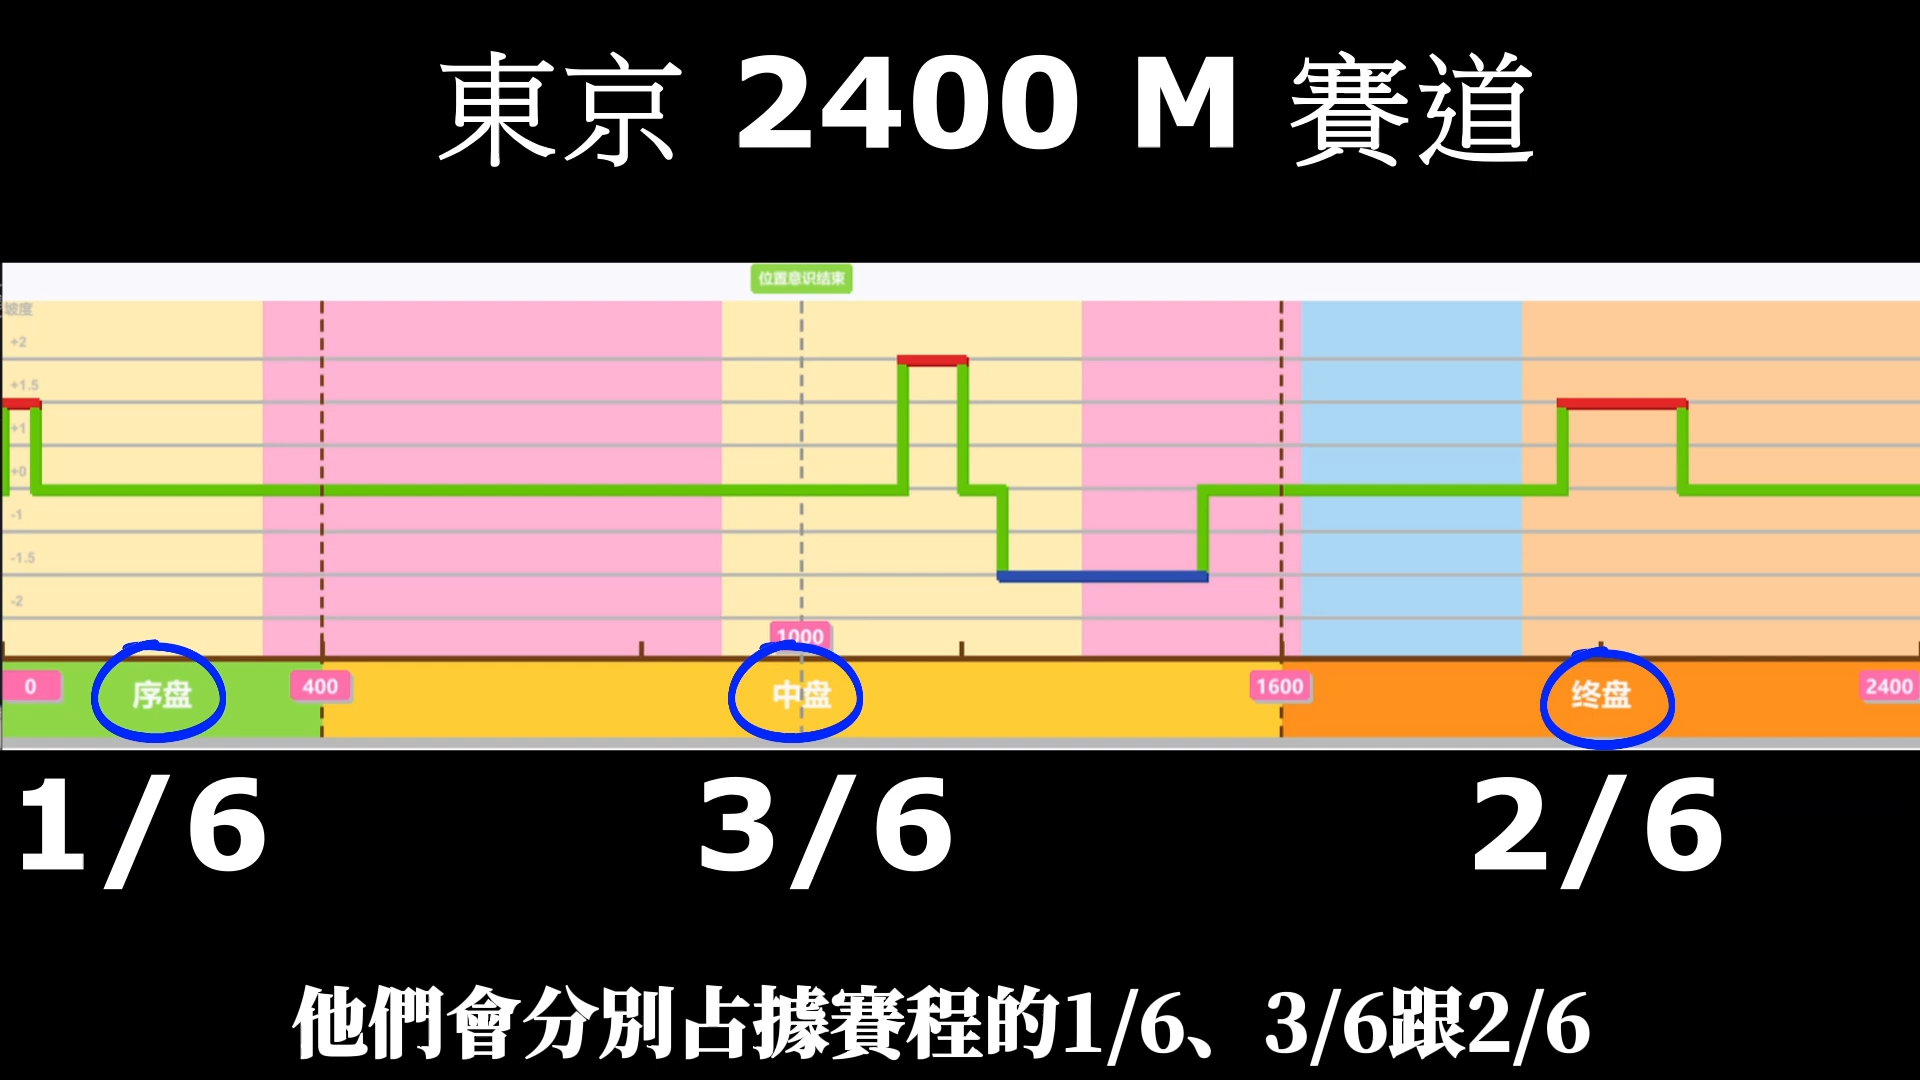 東京 2400 M 賽道
位置意识结束
坡度
+2
+1.5
+1
+0
-1
-1.5
-2
1000
0 序盘 400 中盘 1600 终盘 2400
1/6 3/6 2/6
他們會分別占據賽程的1/6、3/6跟2/6